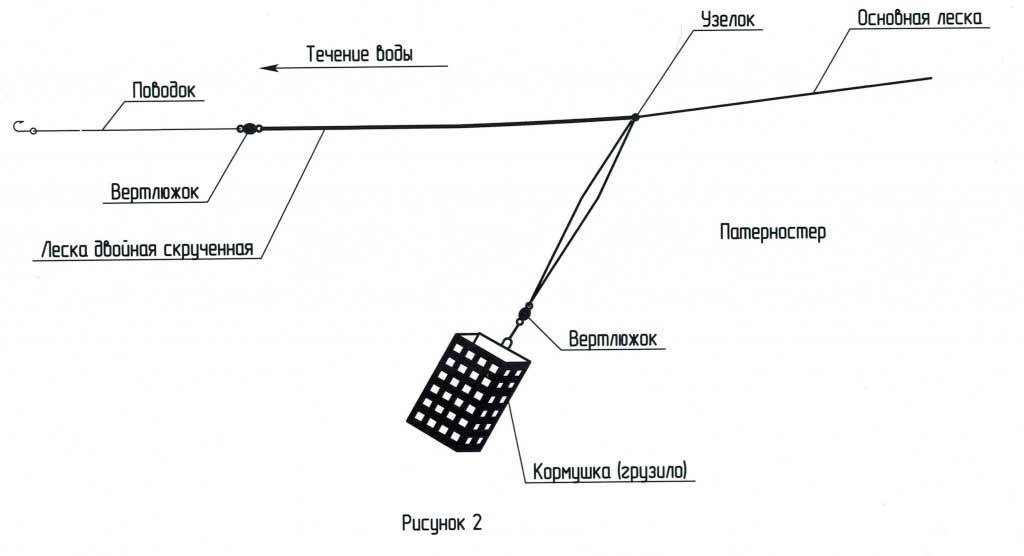 Узелок
Основная леска
Течение воды
Поводок
Вертлюжок
Леска двойная скрученная
Патерностер
Вертлюжок
Кормушка (грузило)
Рисунок 2